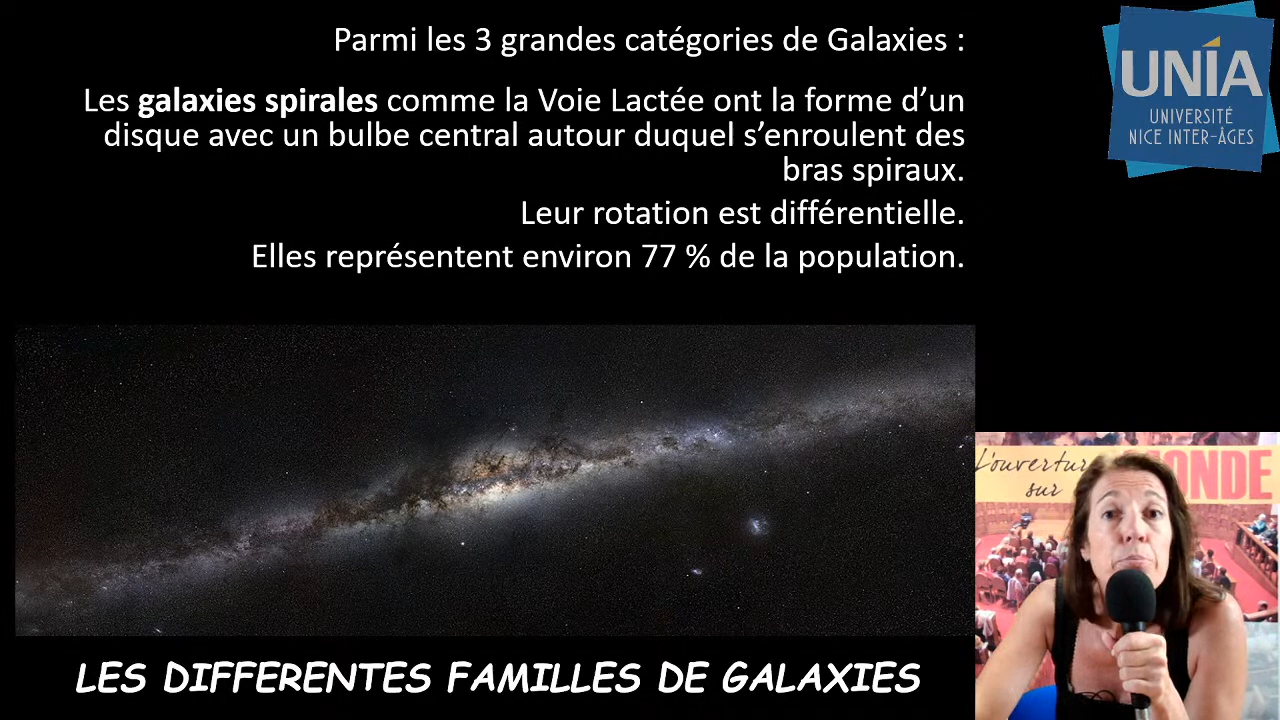 Parmi les 3 grandes catégories de Galaxies :
Les galaxies spirales comme la Voie Lactée ont la forme d’un
disque avec un bulbe central autour duquel s’enroulent des
bras spiraux.
Leur rotation est différentielle.
Elles représentent environ 77 % de la population.
UNIA
UNIVERSITÉ
NICE INTER-ÂGES
L'ouverture
sur
MONDE
LES DIFFERENTES FAMILLES DE GALAXIES